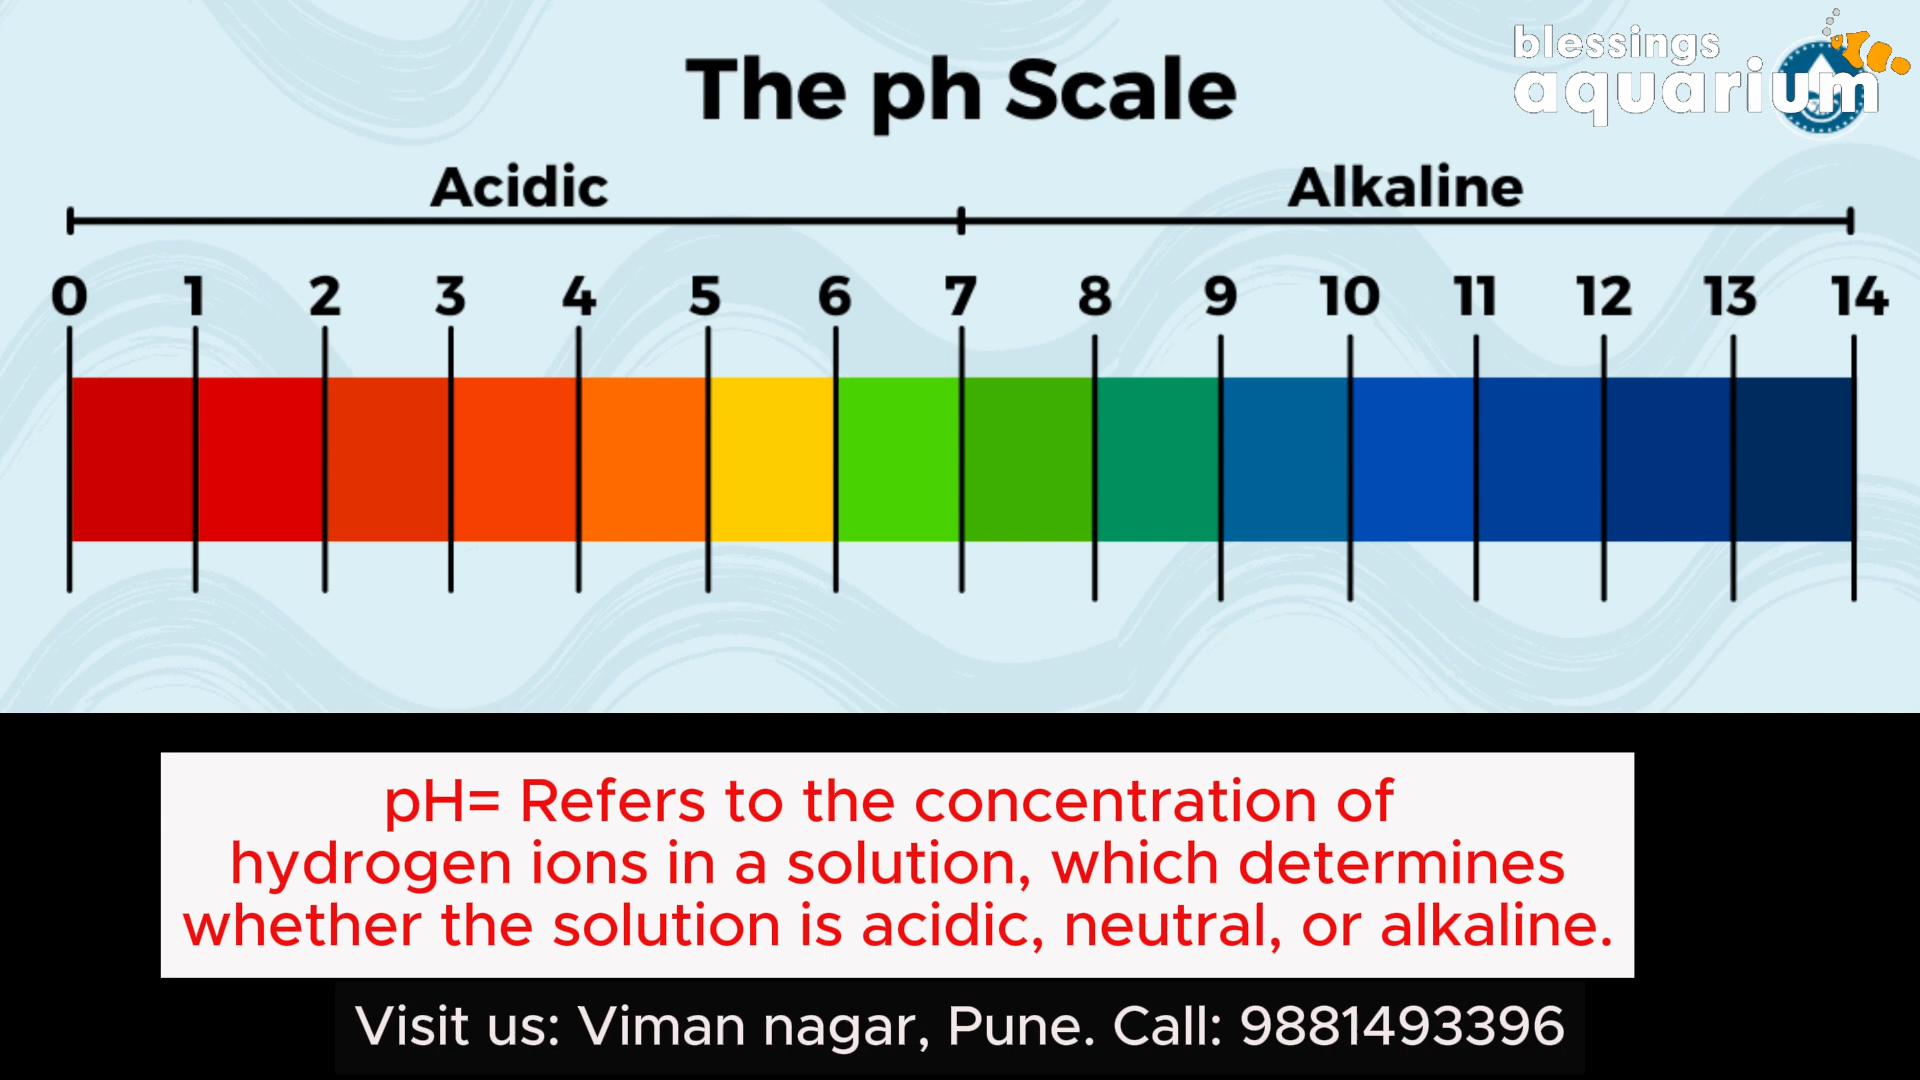 blessings
aquarium
The ph Scale
Acidic Alkaline
0 1 2 3 4 5 6 7 8 9 10 11 12 13 14
pH= Refers to the concentration of
hydrogen ions in a solution, which determines
whether the solution is acidic, neutral, or alkaline.
Visit us: Viman nagar, Pune. Call: 9881493396